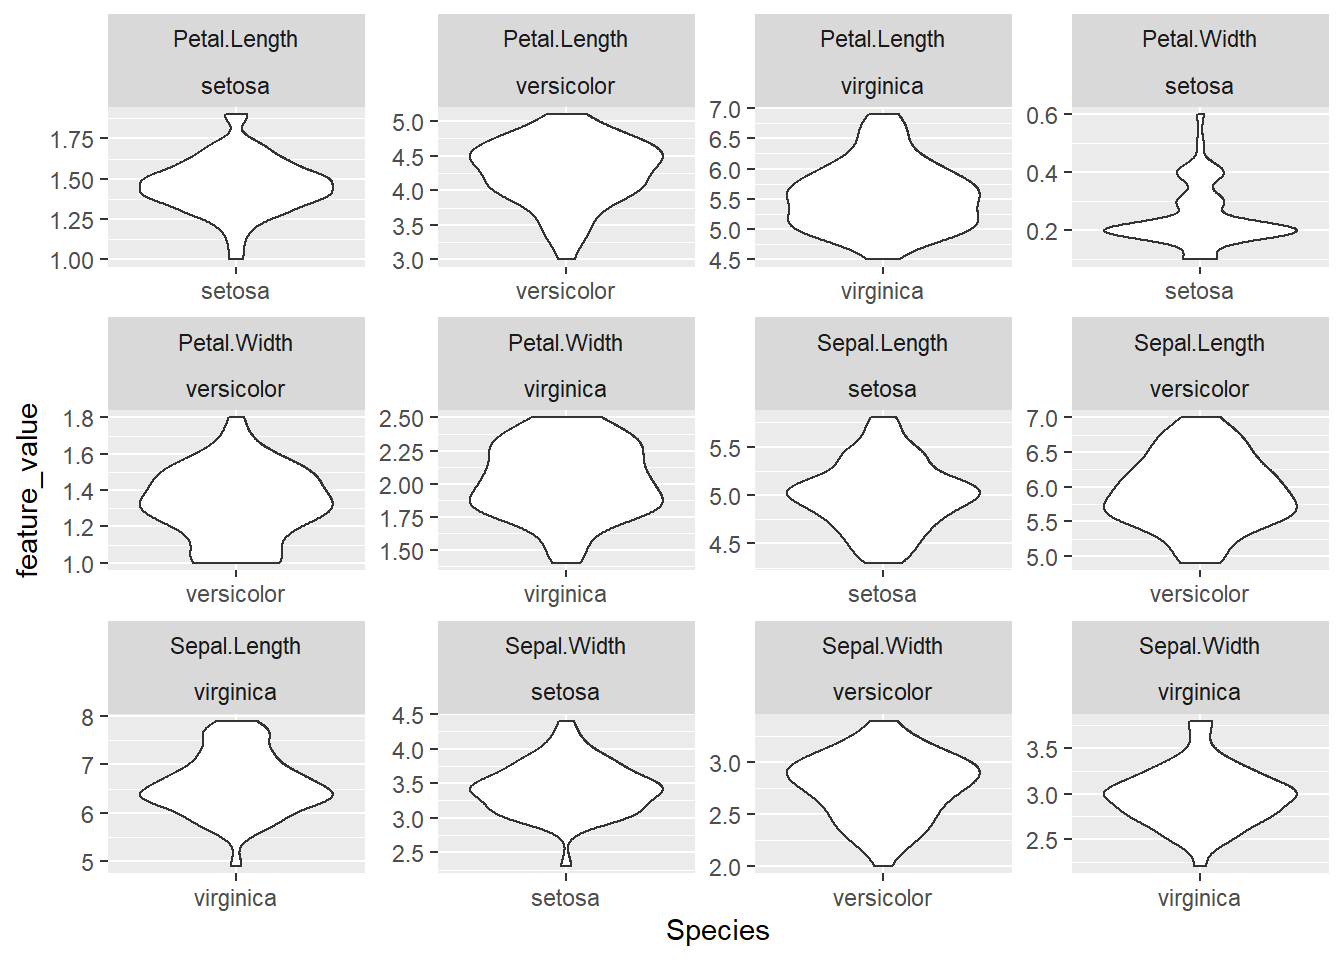 Petal.Length
setosa
1.75
1.50
1.25
1.00
setosa
Petal.Length
versicolor
5.0
4.5
4.0
3.5
3.0
versicolor
Petal.Length
virginica
7.0
6.5
6.0
5.5
5.0
4.5
virginica
Petal.Width
setosa
0.6
0.4
0.2
setosa
feature_value
Petal.Width
versicolor
1.8
1.6
1.4
1.2
1.0
versicolor
Petal.Width
virginica
2.50
2.25
2.00
1.75
1.50
virginica
Sepal.Length
setosa
5.5
5.0
4.5
setosa
Sepal.Length
versicolor
7.0
6.5
6.0
5.5
5.0
versicolor
Sepal.Length
virginica
8
7
6
5
virginica
Sepal.Width
setosa
4.5
4.0
3.5
3.0
2.5
setosa
Sepal.Width
versicolor
3.0
2.5
2.0
versicolor
Sepal.Width
virginica
3.5
3.0
2.5
virginica
Species